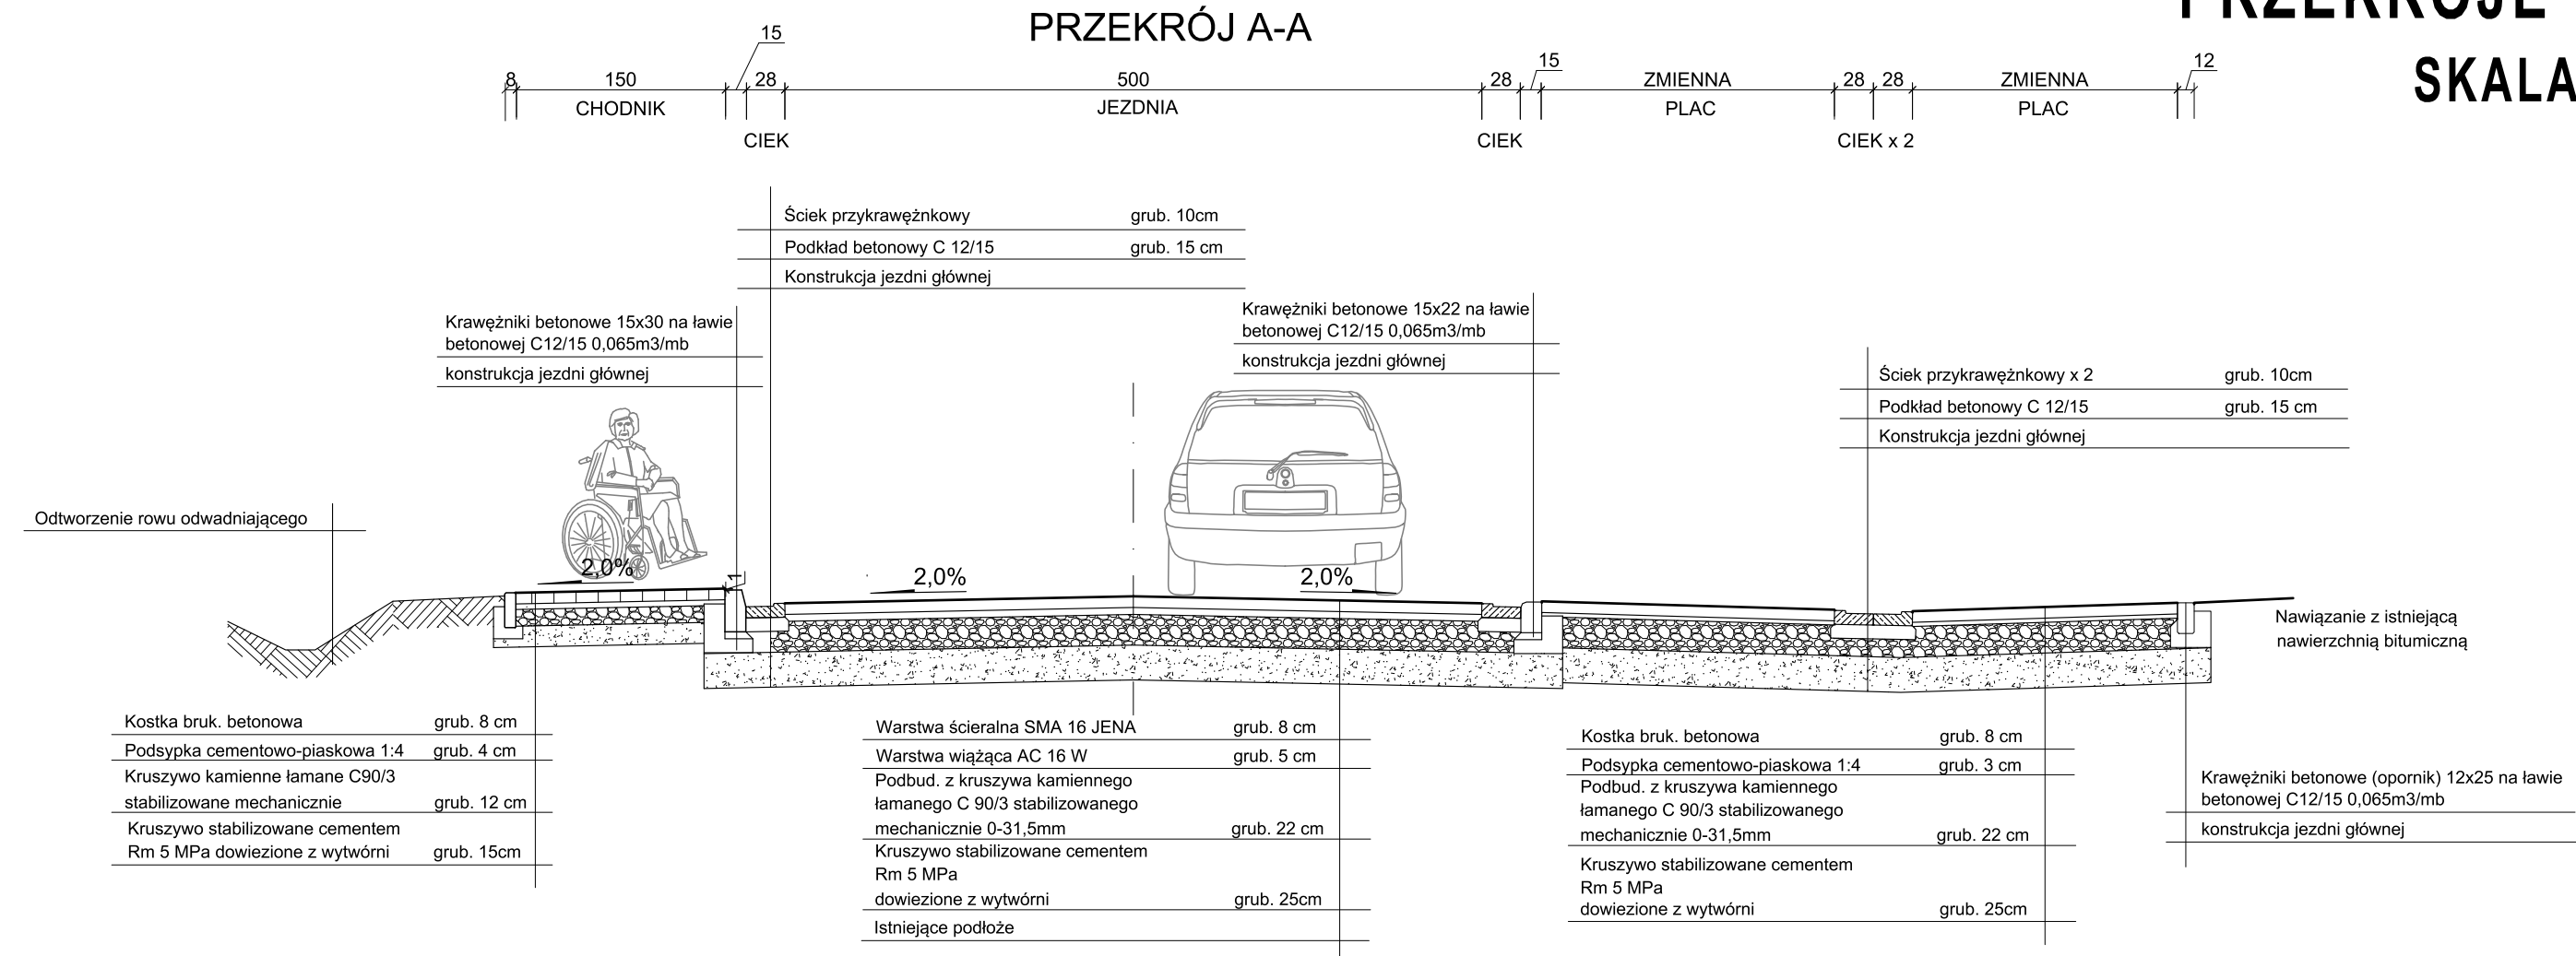 PRZEKROJE
SKALA
PRZEKRÓJ A-A
8 150 15 28 500 28 15 ZMIENNA 28 28 ZMIENNA 12
CHODNIK JEZDNIA PLAC PLAC
CIEK CIEK CIEK x 2
Ściek przykrawężnkowy grub. 10cm
Podkład betonowy C 12/15 grub. 15 cm
Konstrukcja jezdni głównej
Krawężniki betonowe 15x30 na ławie
betonowej C12/15 0,065m3/mb
konstrukcja jezdni głównej
Krawężniki betonowe 15x22 na ławie
betonowej C12/15 0,065m3/mb
konstrukcja jezdni głównej
Ściek przykrawężnkowy x 2 grub. 10cm
Podkład betonowy C 12/15 grub. 15 cm
Konstrukcja jezdni głównej
Odtworzenie rowu odwadniającego
2,0%
2,0%
2,0%
Nawiązanie z istniejącą
nawierzchnią bitumiczną
Kostka bruk. betonowa grub. 8 cm
Podsypka cementowo-piaskowa 1:4 grub. 4 cm
Kruszywo kamienne łamane C90/3
stabilizowane mechanicznie grub. 12 cm
Kruszywo stabilizowane cementem
Rm 5 MPa dowiezione z wytwórni grub. 15cm
Warstwa ścieralna SMA 16 JENA grub. 8 cm
Warstwa wiążąca AC 16 W grub. 5 cm
Podbud. z kruszywa kamiennego
łamanego C 90/3 stabilizowanego
mechanicznie 0-31,5mm grub. 22 cm
Kruszywo stabilizowane cementem
Rm 5 MPa
dowiezione z wytwórni grub. 25cm
Istniejące podłoże
Kostka bruk. betonowa grub. 8 cm
Podsypka cementowo-piaskowa 1:4 grub. 3 cm
Podbud. z kruszywa kamiennego
łamanego C 90/3 stabilizowanego
mechanicznie 0-31,5mm grub. 22 cm
Kruszywo stabilizowane cementem
Rm 5 MPa
dowiezione z wytwórni grub. 25cm
Krawężniki betonowe (opornik) 12x25 na ławie
betonowej C12/15 0,065m3/mb
konstrukcja jezdni głównej